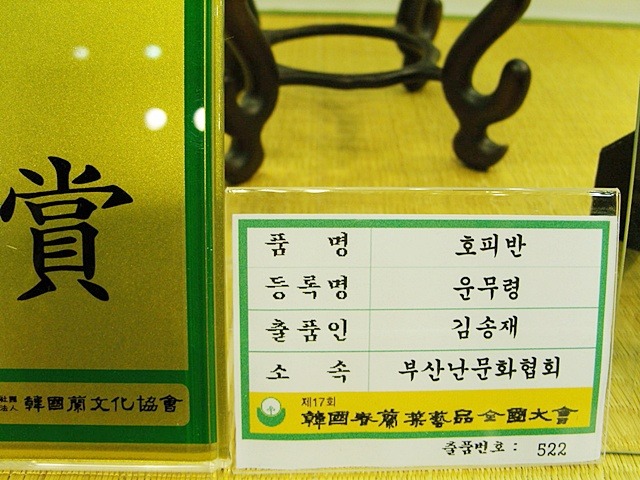 賞
社團法人 韓國蘭文化協會
품 명 호피반
등록명 운무령
출품인 김송재
소 속 부산난문화협회
제17회
韓國春蘭葉藝品全國大會
출품번호 : 522